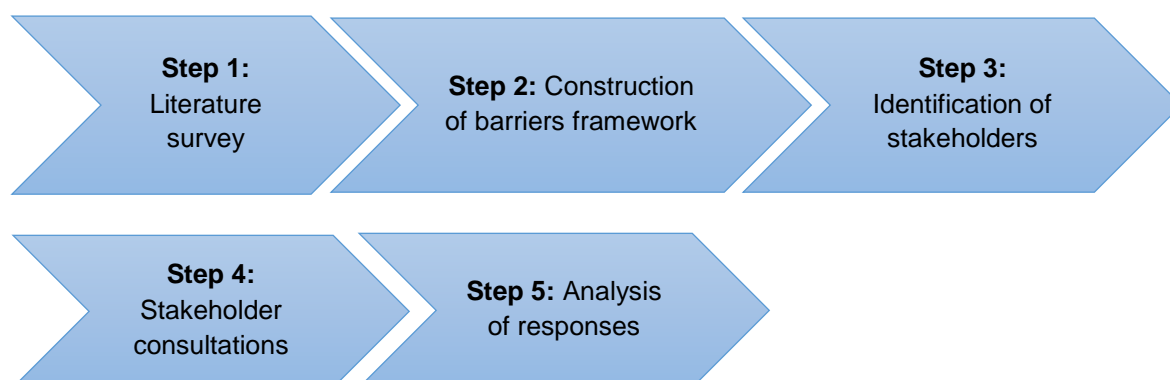 Step 1:
Literature
survey
Step 2: Construction
of barriers framework
Step 3:
Identification of
stakeholders
Step 4:
Stakeholder
consultations
Step 5: Analysis
of responses